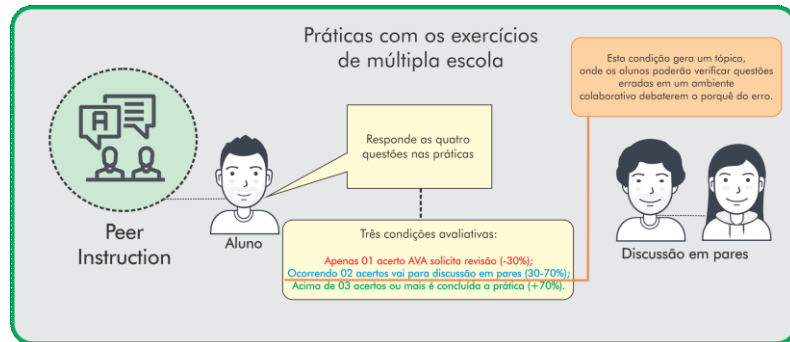 Práticas com os exercícios
de múltipla escola
Esta condição gera um tópico,
onde os alunos poderão verificar questões
erradas em um ambiente
colaborativo debaterem o porquê do erro.
A
Responde as quatro
questões nas práticas
Peer
Instruction
Aluno
Três condições avaliativas:
Apenas 01 acerto AVA solicita revisão (-30%);
Ocorrendo 02 acertos vai para discussão em pares (30-70%);
Acima de 03 acertos ou mais é concluída a prática (+70%).
Discussão em pares